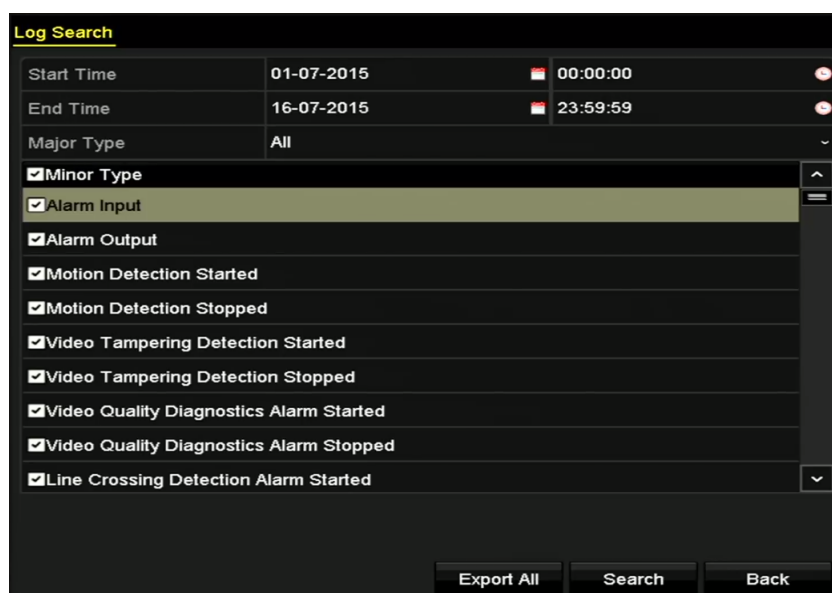 Log Search
Start Time 01-07-2015 00:00:00
End Time 16-07-2015 23:59:59
Major Type All
Minor Type
Alarm Input
Alarm Output
Motion Detection Started
Motion Detection Stopped
Video Tampering Detection Started
Video Tampering Detection Stopped
Video Quality Diagnostics Alarm Started
Video Quality Diagnostics Alarm Stopped
Line Crossing Detection Alarm Started
Export All Search Back